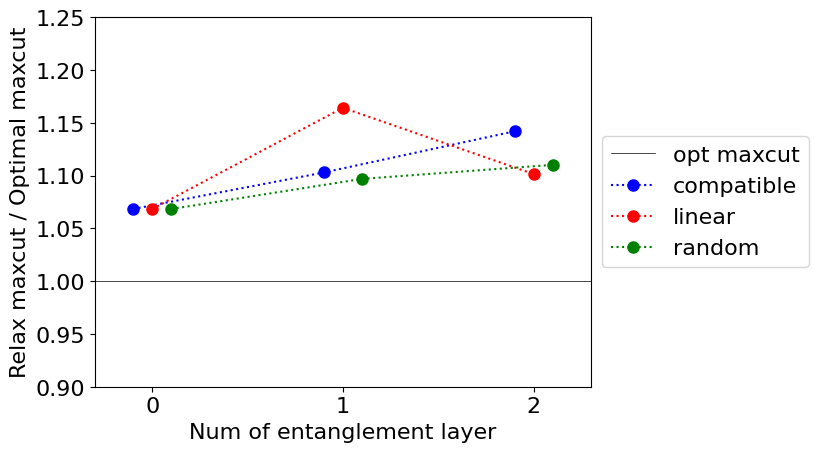 Relax maxcut / Optimal maxcut
1.25
1.20
1.15
1.10
1.05
1.00
0.95
0.90
0
1
2
Num of entanglement layer
opt maxcut
compatible
linear
random